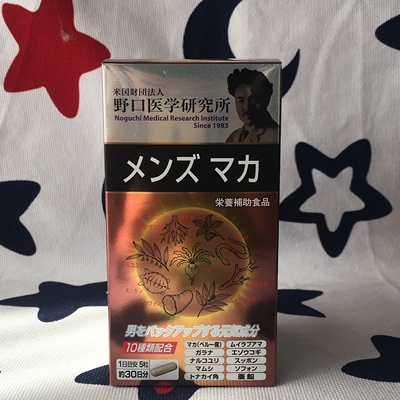 米国財団法人
野口医学研究所
Noguchi Medical Research Institute
Since 1983
メンズ マカ
栄養補助食品
男をバックアップする元気成分
10種類配合
1日目安 5粒
約30日分
マカ(ペルー産)
ムイラプアマ
ガラナ
エゾウコギ
ナルコユリ
スッポン
マムシ
ソフォン
トナカイ角
亜鉛